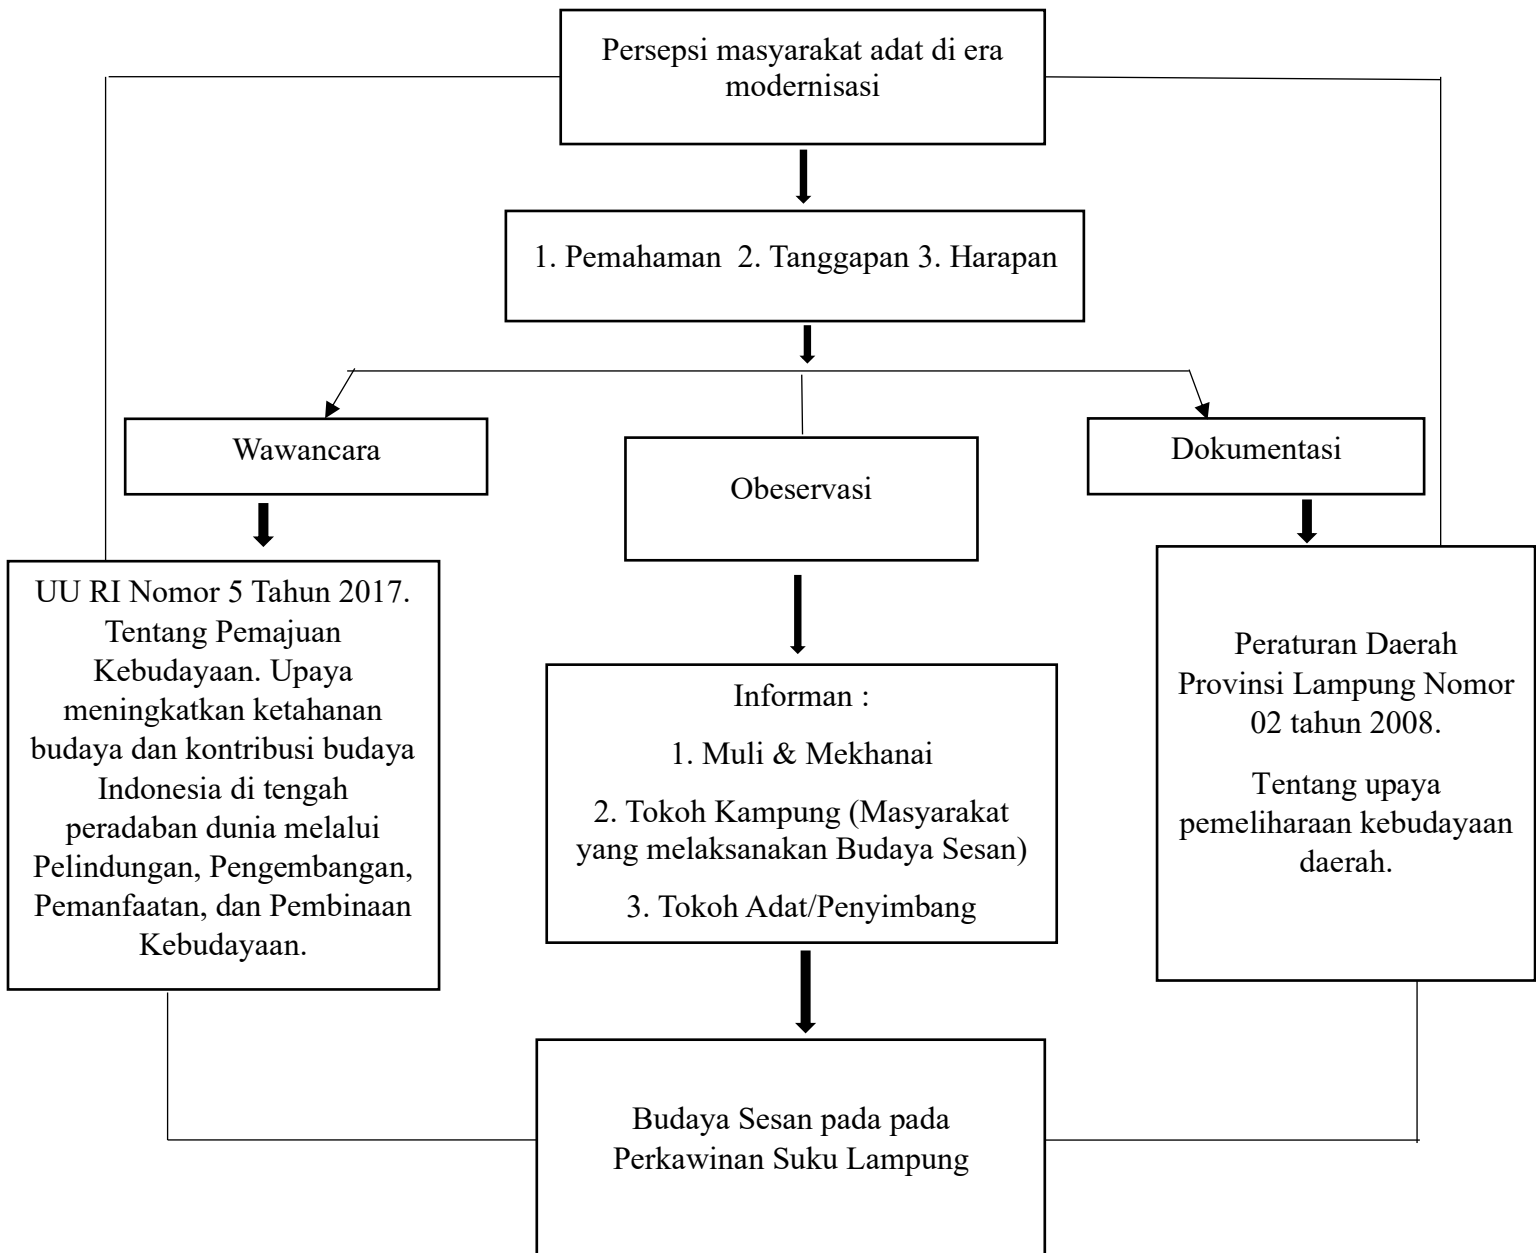 Persepsi masyarakat adat di era
modernisasi
1. Pemahaman  2. Tanggapan 3. Harapan
Wawancara
Obeservasi
Dokumentasi
UU RI Nomor 5 Tahun 2017.
Tentang Pemajuan
Kebudayaan. Upaya
meningkatkan ketahanan
budaya dan kontribusi budaya
Indonesia di tengah
peradaban dunia melalui
Pelindungan, Pengembangan,
Pemanfaatan, dan Pembinaan
Kebudayaan.
Informan :
1. Muli & Mekhanai
2. Tokoh Kampung (Masyarakat
yang melaksanakan Budaya Sesan)
3. Tokoh Adat/Penyimbang
Peraturan Daerah
Provinsi Lampung Nomor
02 tahun 2008.
Tentang upaya
pemeliharaan kebudayaan
daerah.
Budaya Sesan pada pada
Perkawinan Suku Lampung